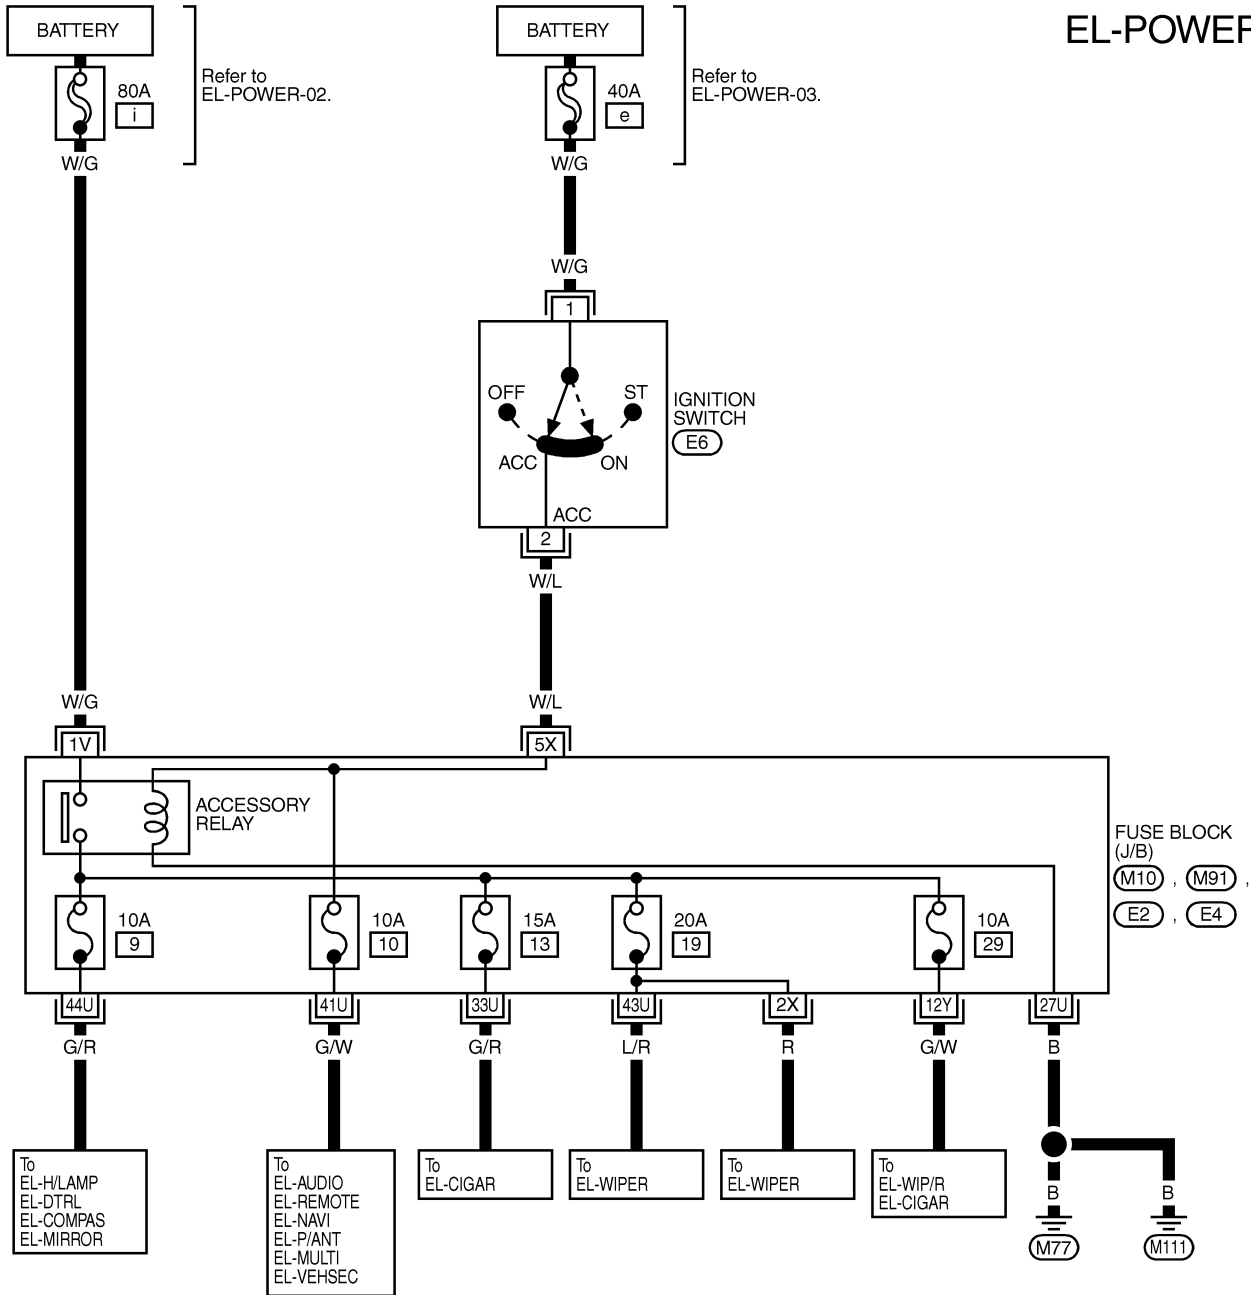 EL-POWER
BATTERY
BATTERY
80A
i
Refer to
EL-POWER-02.
40A
e
Refer to
EL-POWER-03.
W/G
W/G
W/G
1
OFF
ST
IGNITION
SWITCH
E6
ACC
ON
ACC
2
W/L
W/G
W/L
1V
5X
ACCESSORY
RELAY
FUSE BLOCK
(J/B)
M10 , M91 ,
E2 , E4
10A
9
10A
10
15A
13
20A
19
10A
29
44U
41U
33U
43U
2X
12Y
27U
G/R
G/W
G/R
L/R
R
G/W
B
To
EL-H/LAMP
EL-DTRL
EL-COMPAS
EL-MIRROR
To
EL-AUDIO
EL-REMOTE
EL-NAVI
EL-P/ANT
EL-MULTI
EL-VEHSEC
To
EL-CIGAR
To
EL-WIPER
To
EL-WIPER
To
EL-WIP/R
EL-CIGAR
B
B
M77
M111